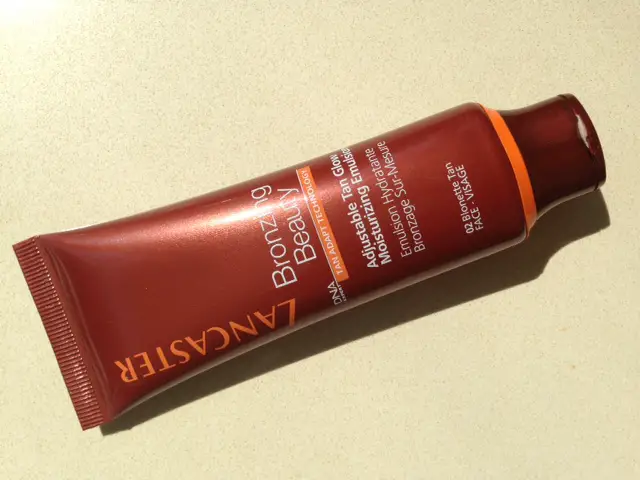 LANCASTER
Bronzing
Beauty
DNA TAN ADAPT TECHNOLOGY
Adjustable Tan Glow
Moisturizing Emulsion
Emulsion Hydratante
Bronzage Sur-Mesure
02 Blonette Tan
FACE . VISAGE